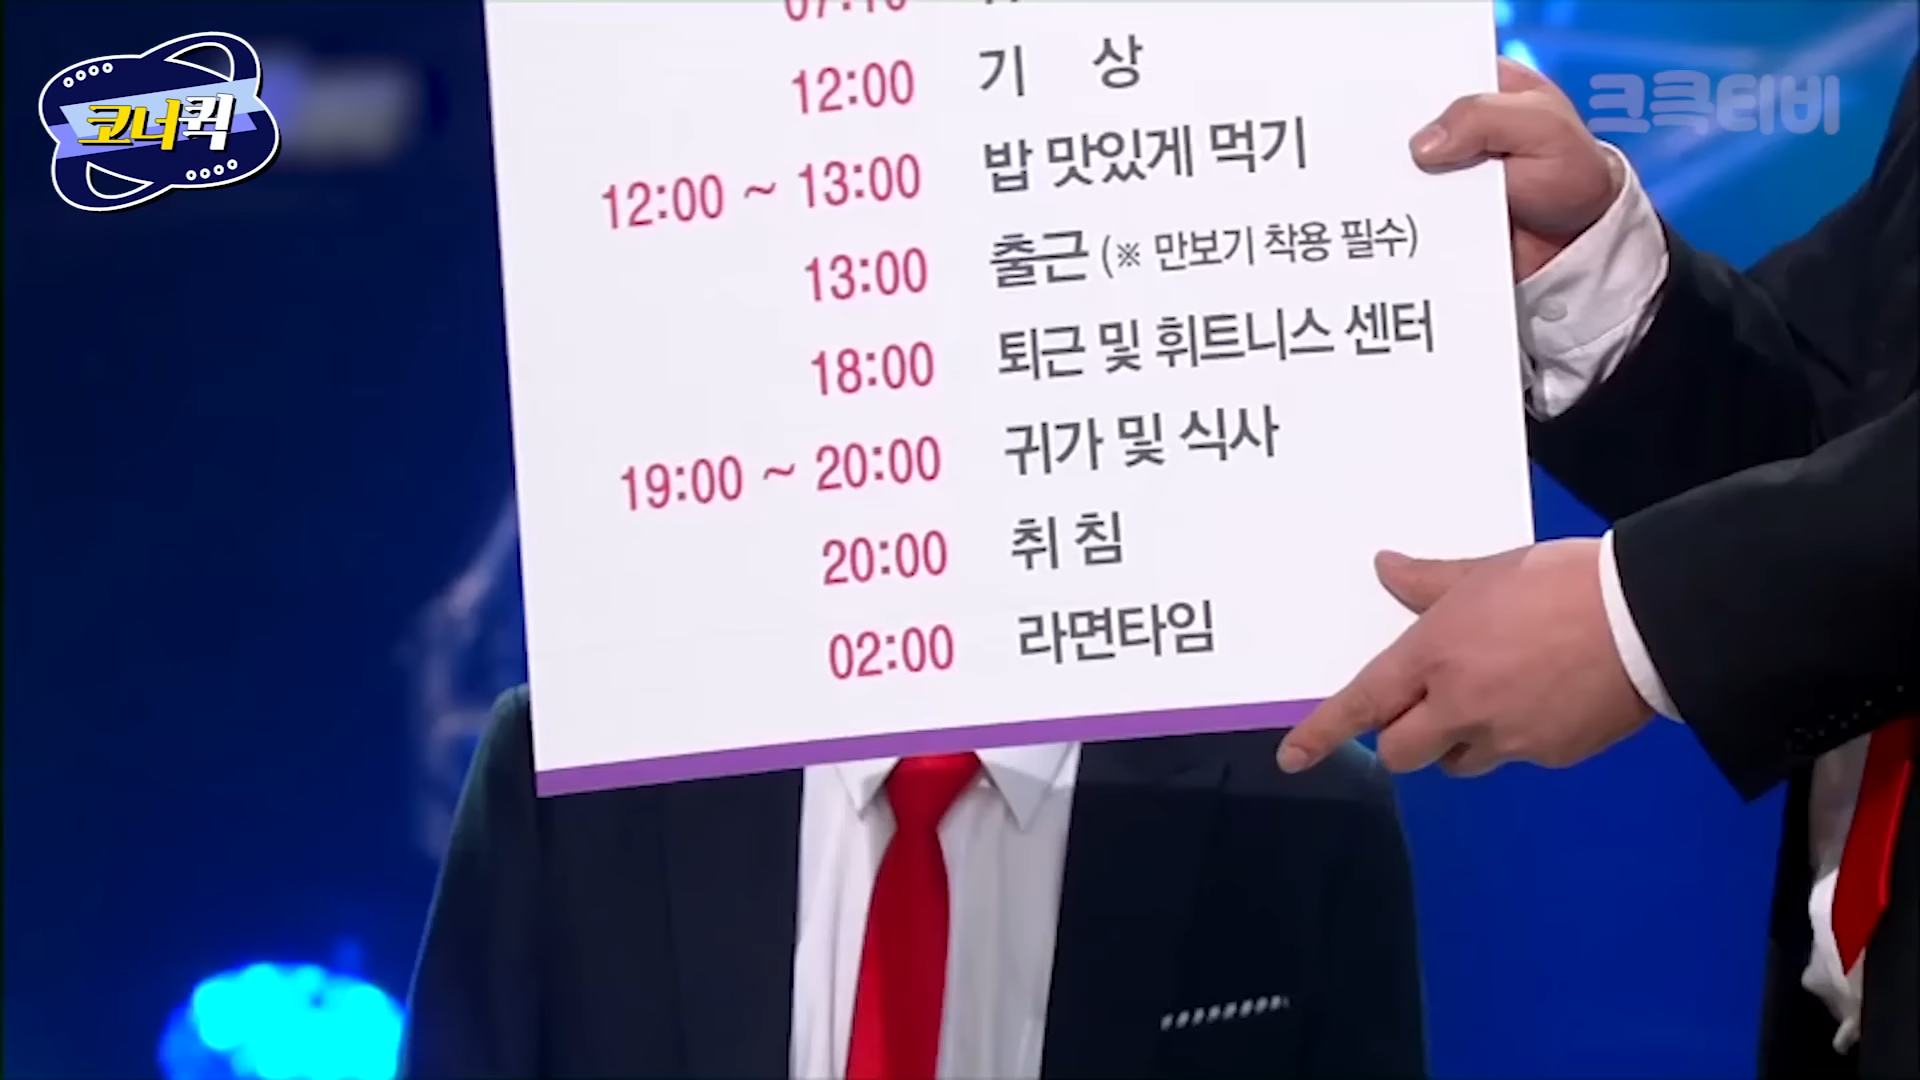 코너퀵
크큭티비
12:00 기 상
12:00 ~ 13:00 밥 맛있게 먹기
13:00 출근 (※ 만보기 착용 필수)
18:00 퇴근 및 휘트니스 센터
19:00 ~ 20:00 귀가 및 식사
20:00 취 침
02:00 라면타임